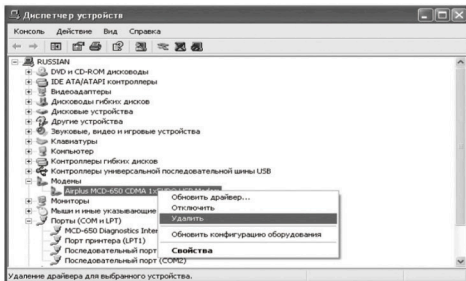 Диспетчер устройств
Консоль Действие Вид Справка
RUSSIAN
DVD и CD-ROM дисководы
IDE ATA/ATAPI контроллеры
Видеоадаптеры
Дисководы гибких дисков
Дисковые устройства
Другие устройства
Звуковые, видео и игровые устройства
Клавиатуры
Компьютер
Контроллеры гибких дисков
Контроллеры универсальной последовательной шины USB
Модемы
Airplus MCD-650 CDMA
Мониторы
Мыши и иные указывающие
Порты (COM и LPT)
MCD-650 Diagnostics Inter
Порт принтера (LPT1)
Последовательный порт
Последовательный порт (COM2)
Обновить драйвер...
Отключить
Удалить
Обновить конфигурацию оборудования
Свойства
Удаление драйвера для выбранного устройства.